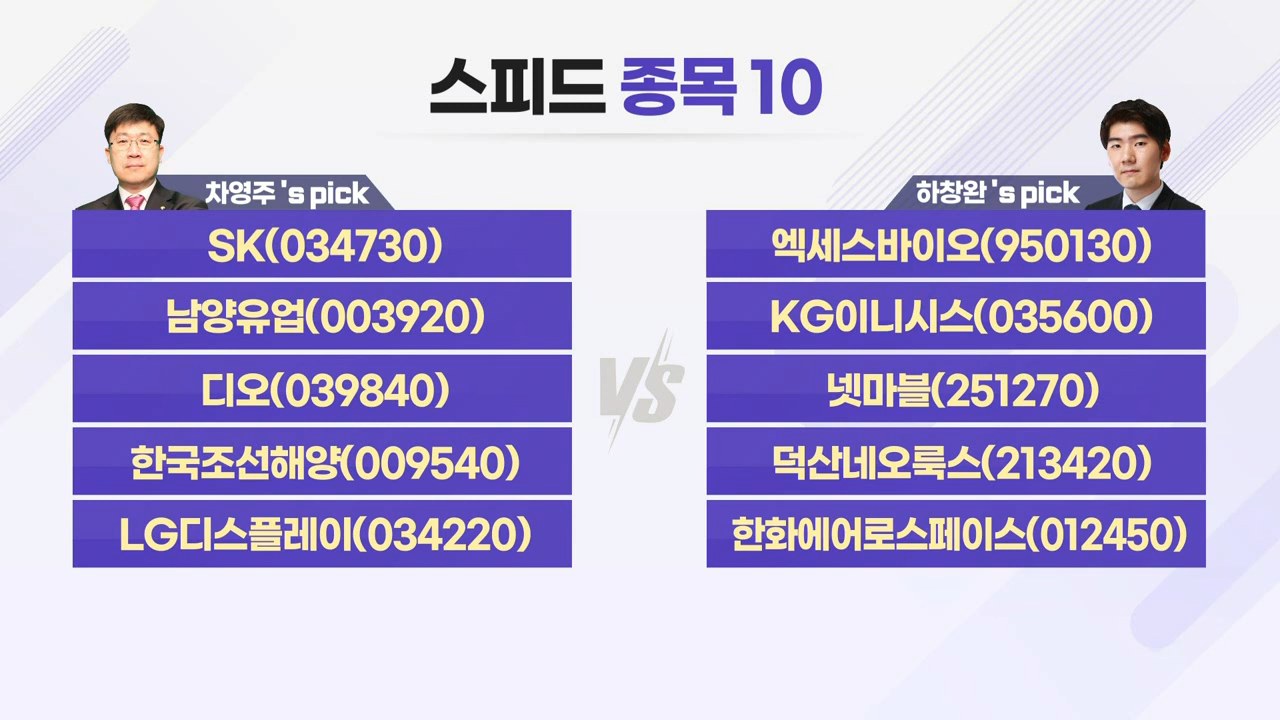 스피드 종목 10
차영주 's pick
SK(034730)
남양유업(003920)
디오(039840)
한국조선해양(009540)
LG디스플레이(034220)
VS
하창완 's pick
엑세스바이오(950130)
KG이니시스(035600)
넷마블(251270)
덕산네오룩스(213420)
한화에어로스페이스(012450)